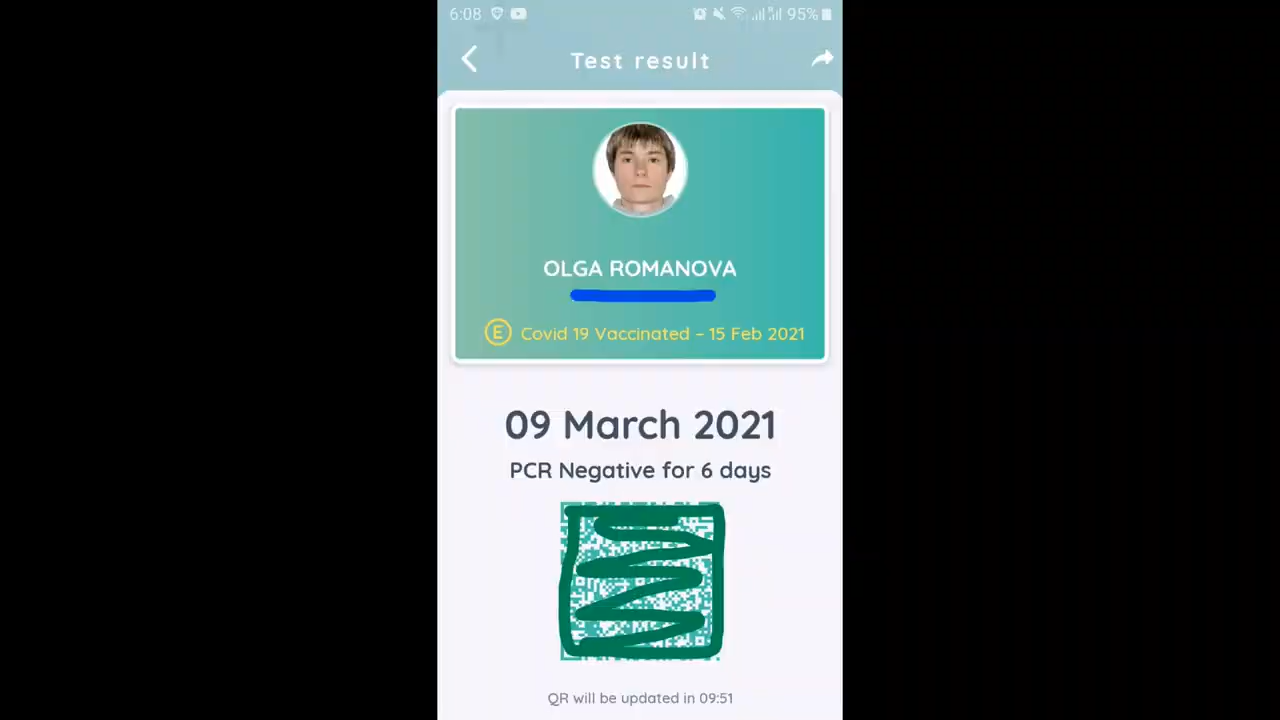 6:08 95%
Test result
OLGA ROMANOVA
E Covid 19 Vaccinated – 15 Feb 2021
09 March 2021
PCR Negative for 6 days
QR will be updated in 09:51